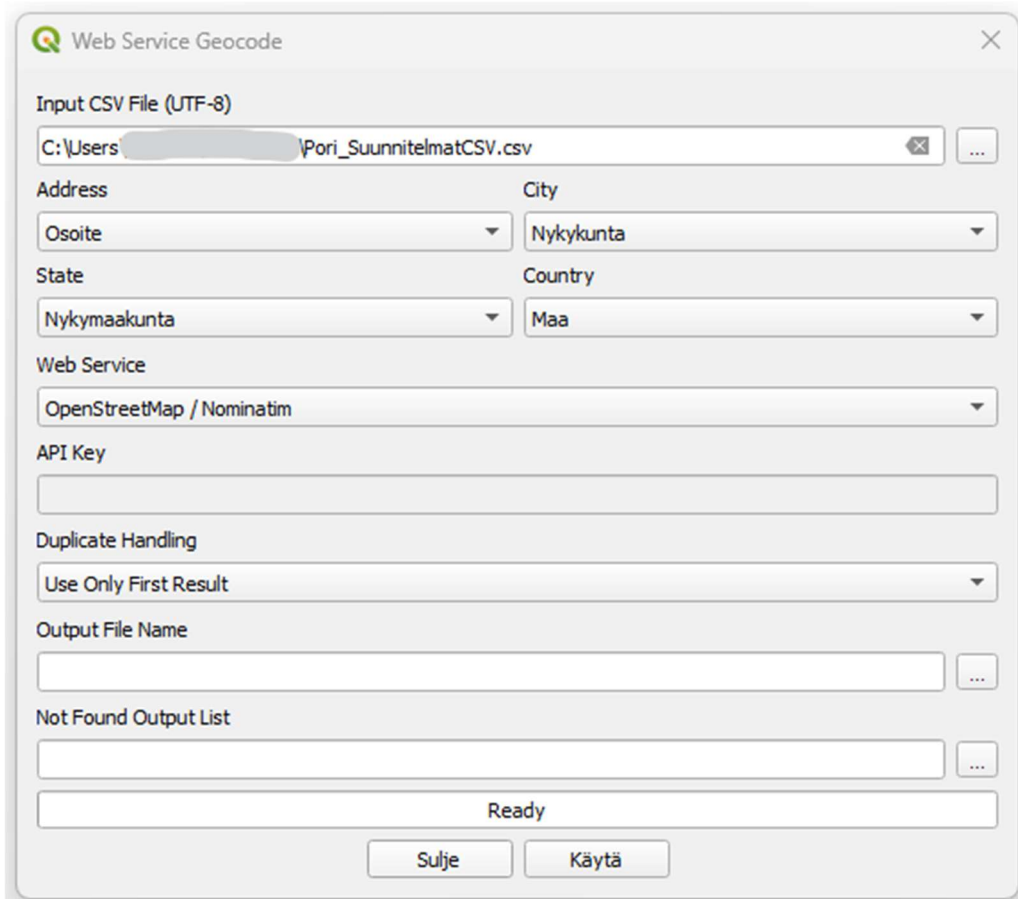 Web Service Geocode
Input CSV File (UTF-8)
C:\Users\ \Pori_SuunnitelmatCSV.csv
...
Address City
Osoite Nykykunta
State Country
Nykymaakunta Maa
Web Service
OpenStreetMap / Nominatim
API Key
Duplicate Handling
Use Only First Result
Output File Name
...
Not Found Output List
...
Ready
Sulje Käytä